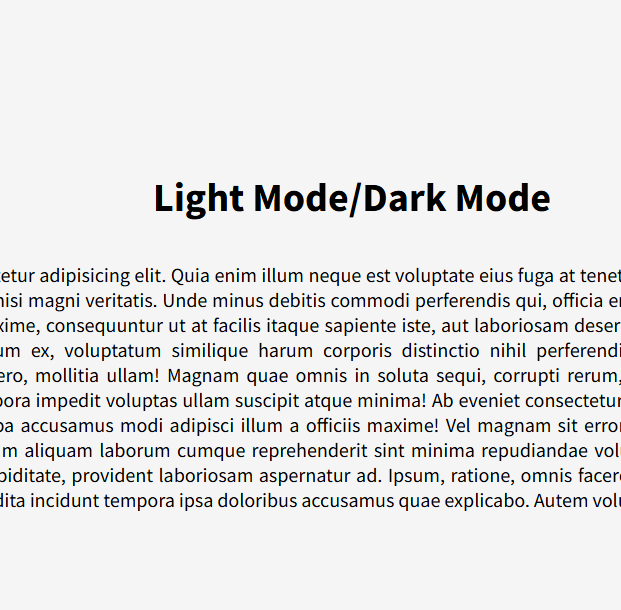 Light Mode/Dark Mode
etur adipisicing elit. Quia enim illum neque est voluptate eius fuga at tenet
nisi magni veritatis. Unde minus debitis commodi perferendis qui, officia e
xime, consequuntur ut at facilis itaque sapiente iste, aut laboriosam deser
um ex, voluptatum similique harum corporis distinctio nihil perferendi
ero, mollitia ullam! Magnam quae omnis in soluta sequi, corrupti rerum,
pora impedit voluptas ullam suscipit atque minima! Ab eveniet consectetur
pa accusamus modi adipisci illum a officiis maxime! Vel magnam sit error
m aliquam laborum cumque reprehenderit sint minima repudiandae volu
piditate, provident laboriosam aspernatur ad. Ipsum, ratione, omnis facer
dita incidunt tempora ipsa doloribus accusamus quae explicabo. Autem volu